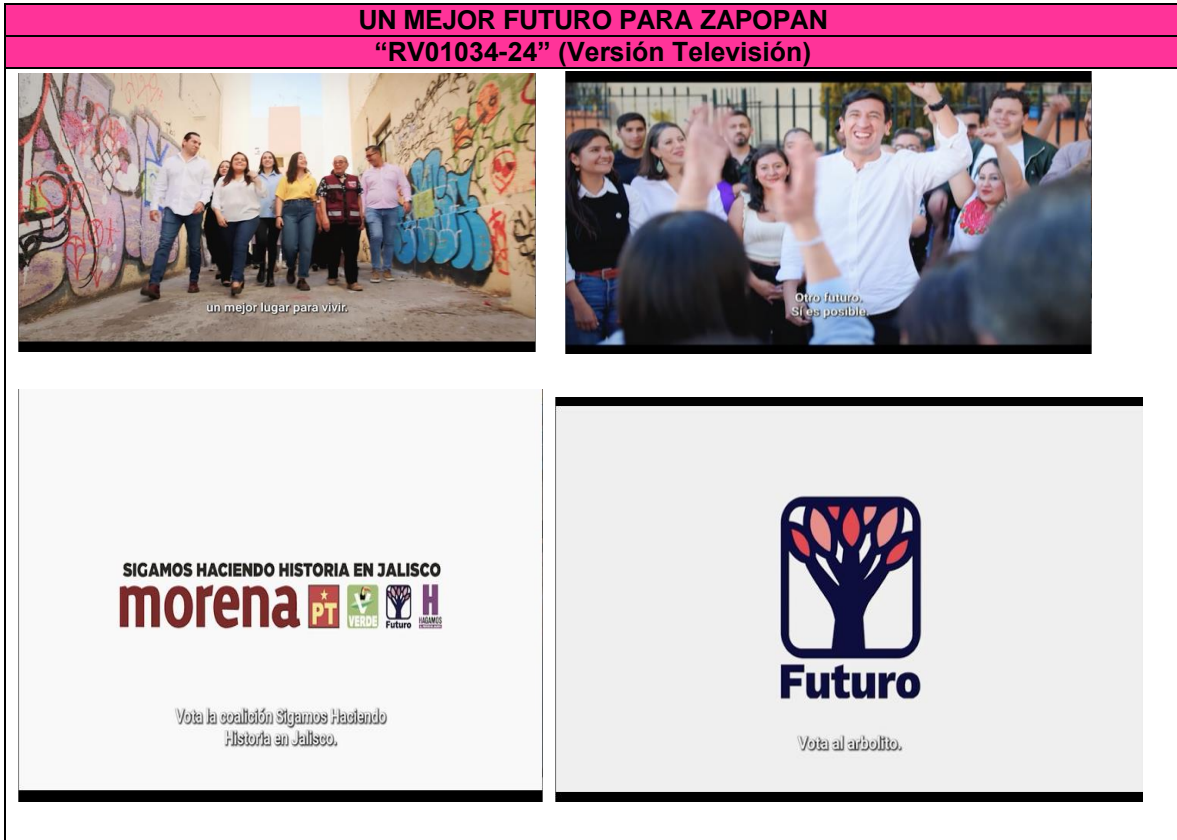 UN MEJOR FUTURO PARA ZAPOPAN
“RV01034-24” (Versión Televisión)
un mejor lugar para vivir.
Otro futuro.
Sí es posible.
SIGAMOS HACIENDO HISTORIA EN JALISCO
morena PT VERDE Futuro H HAGAMOS
Vota la coalición Sigamos Haciendo
Historia en Jalisco.
Futuro
Vota al arbolito.